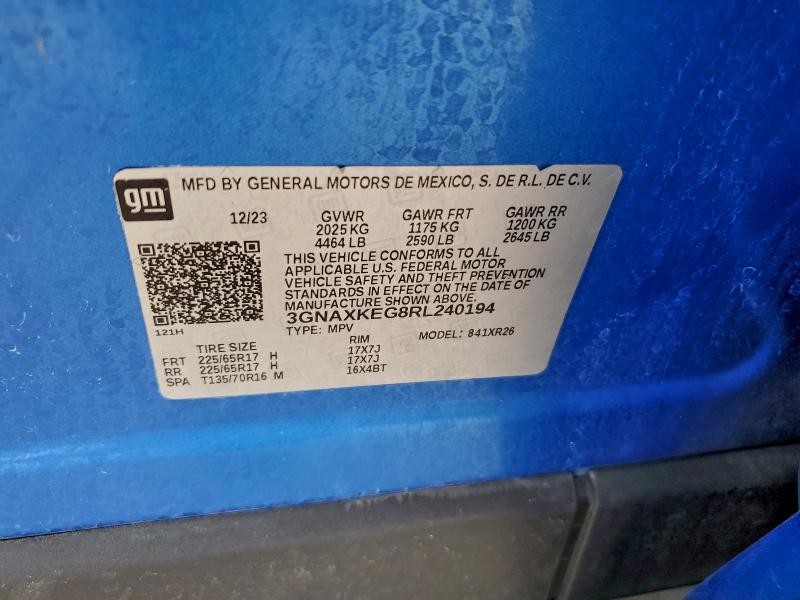 gm MFD BY GENERAL MOTORS DE MEXICO, S. DE R.L. DE C.V.
12/23 GVWR GAWR FRT GAWR RR
2025 KG 1175 KG 1200 KG
4464 LB 2590 LB 2645 LB
THIS VEHICLE CONFORMS TO ALL
APPLICABLE U.S. FEDERAL MOTOR
VEHICLE SAFETY AND THEFT PREVENTION
STANDARDS IN EFFECT ON THE DATE OF
MANUFACTURE SHOWN ABOVE.
3GNAXKEG8RL240194
121H
TYPE: MPV MODEL: 841XR26
TIRE SIZE RIM
FRT 225/65R17 H 17X7J
RR 225/65R17 H 17X7J
SPA T135/70R16 M 16X4BT